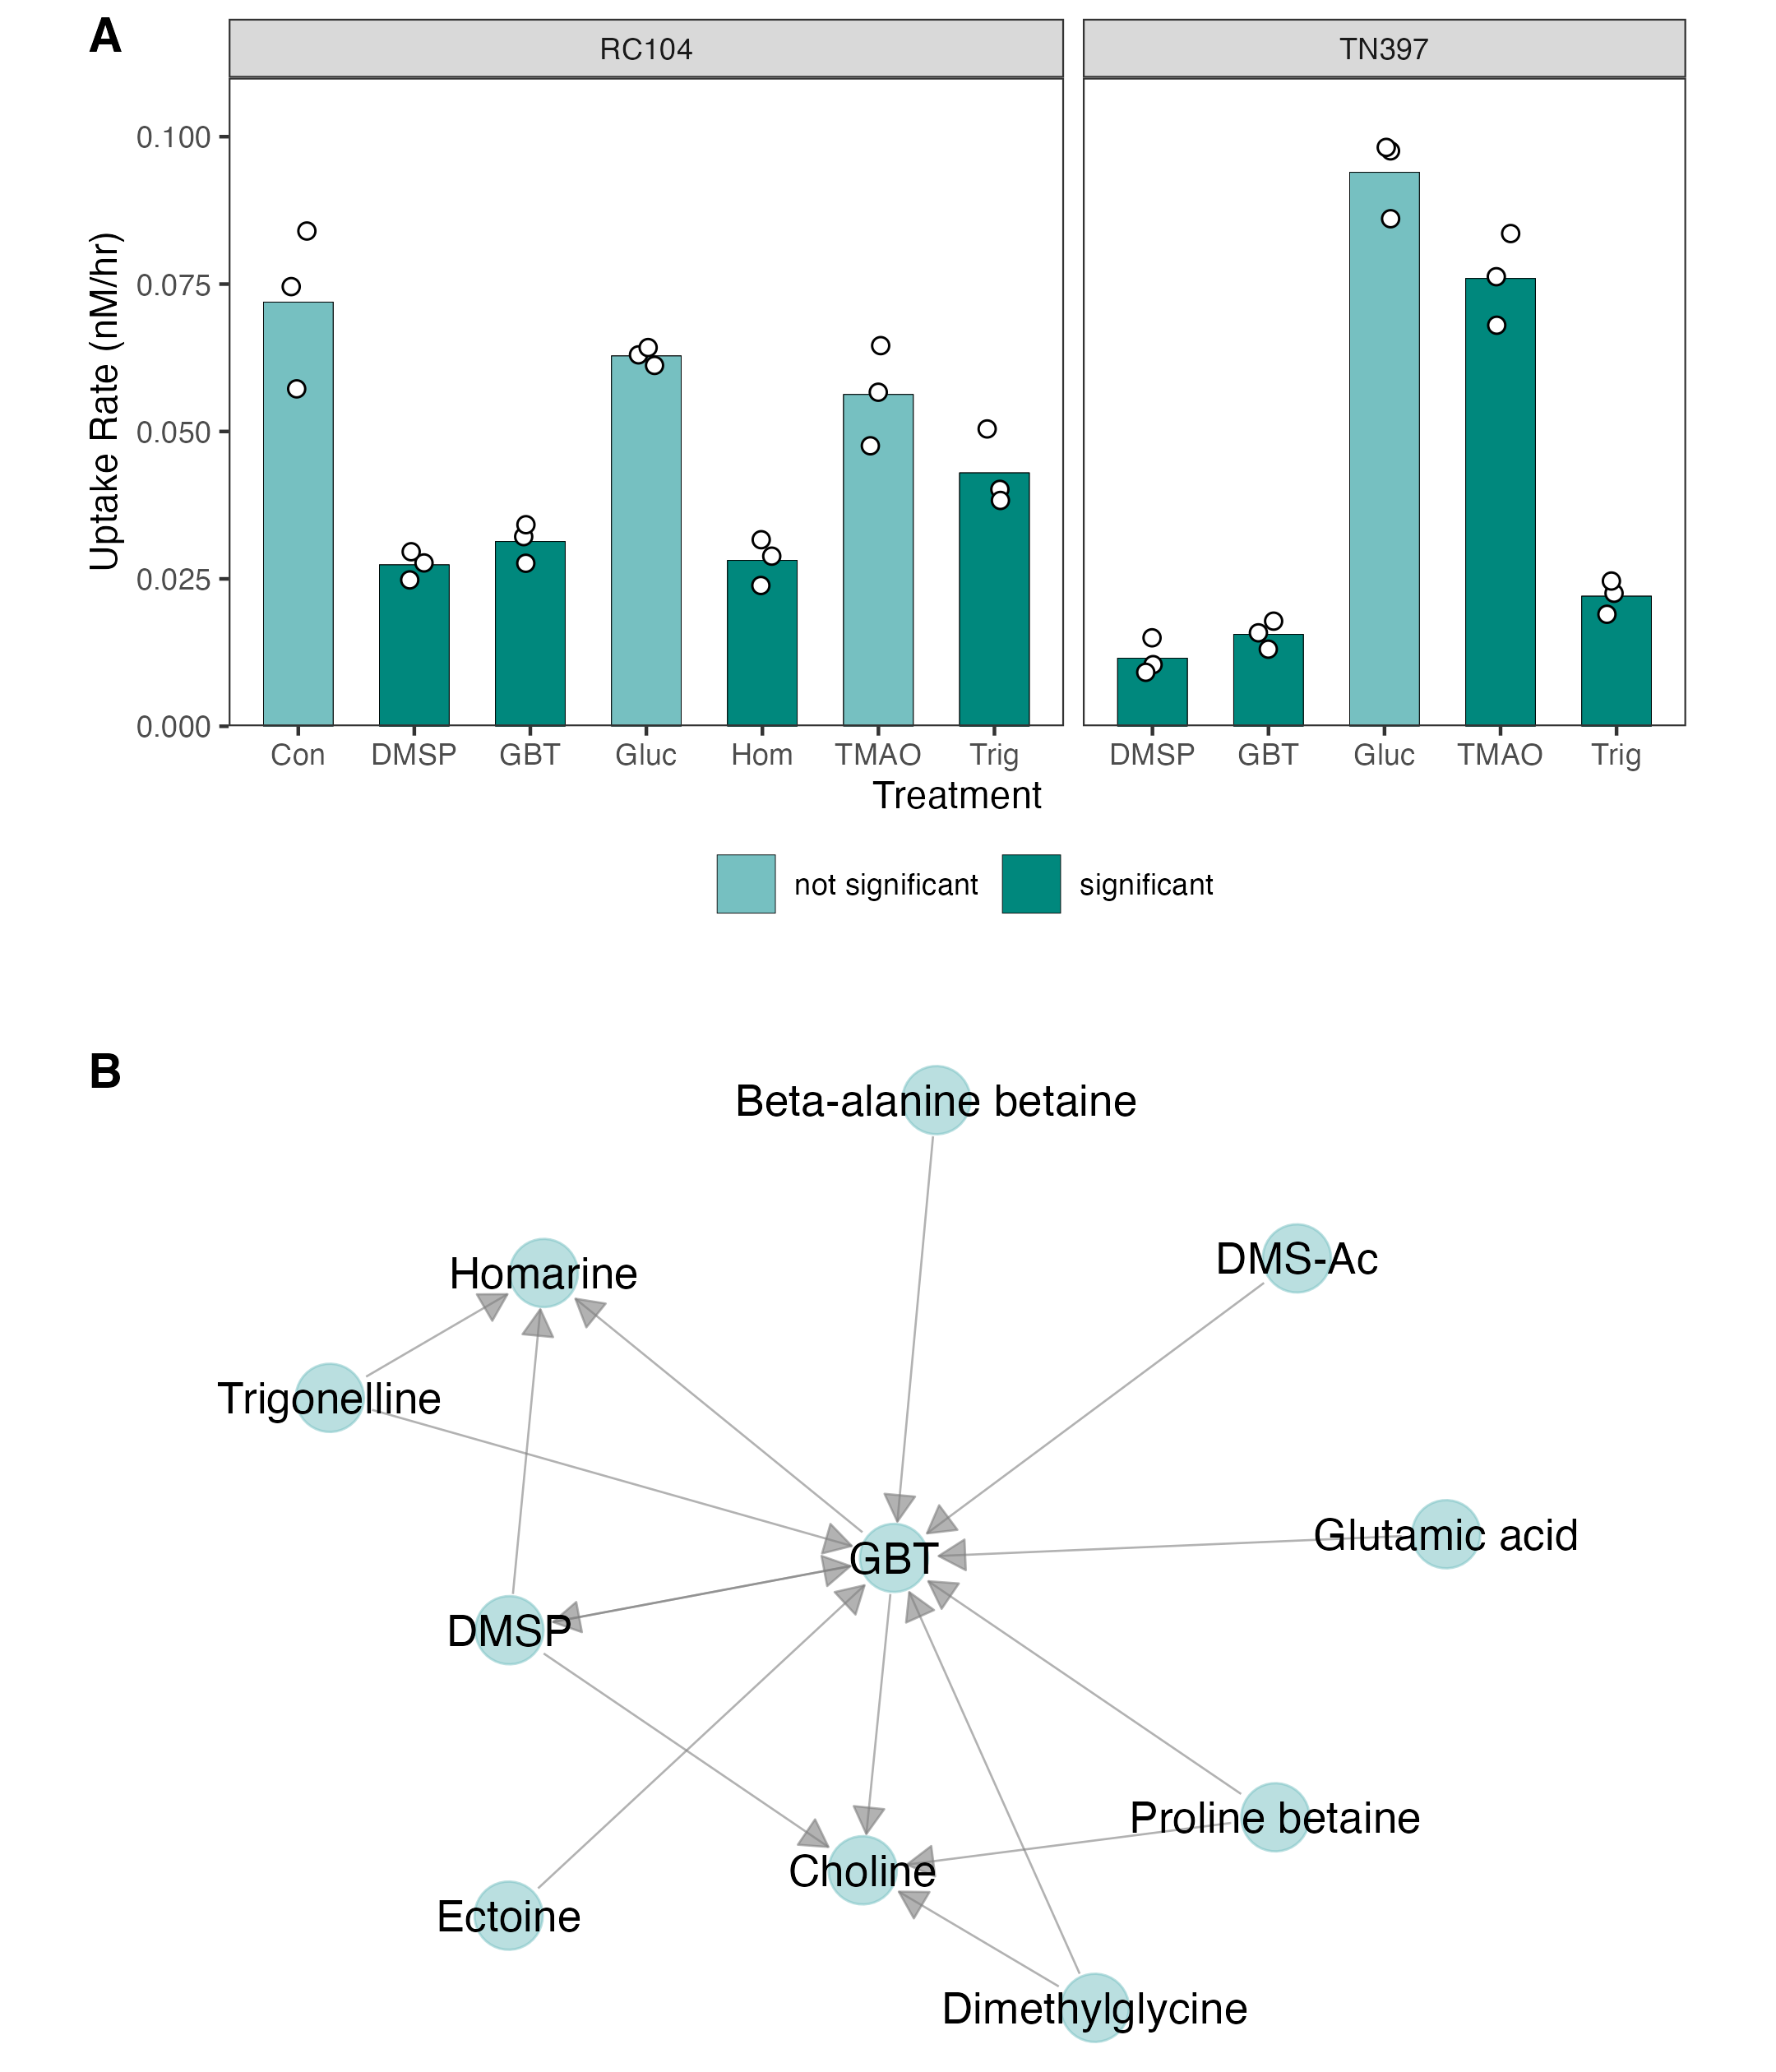 A
RC104
TN397
Uptake Rate (nM/hr)
0.100
0.075
0.050
0.025
0.000
Con DMSP GBT Gluc Hom TMAO Trig
DMSP GBT Gluc TMAO Trig
Treatment
not significant
significant
B
Beta-alanine betaine
DMS-Ac
Homarine
Trigonelline
Glutamic acid
GBT
DMSP
Proline betaine
Choline
Ectoine
Dimethylglycine